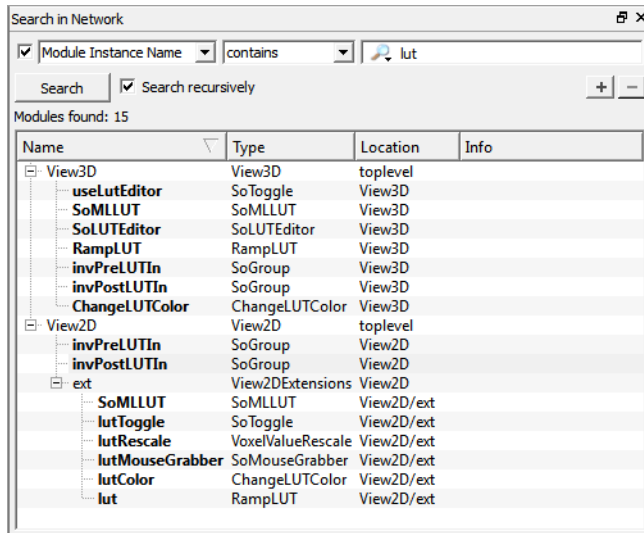 Search in Network
Module Instance Name contains lut
Search Search recursively + −
Modules found: 15
Name Type Location Info
View3D View3D toplevel
useLutEditor SoToggle View3D
SoMLLUT SoMLLUT View3D
SoLUTEditor SoLUTEditor View3D
RampLUT RampLUT View3D
invPreLUTIn SoGroup View3D
invPostLUTIn SoGroup View3D
ChangeLUTColor ChangeLUTColor View3D
View2D View2D toplevel
invPreLUTIn SoGroup View2D
invPostLUTIn SoGroup View2D
ext View2DExtensions View2D
SoMLLUT SoMLLUT View2D/ext
lutToggle SoToggle View2D/ext
lutRescale VoxelValueRescale View2D/ext
lutMouseGrabber SoMouseGrabber View2D/ext
lutColor ChangeLUTColor View2D/ext
lut RampLUT View2D/ext